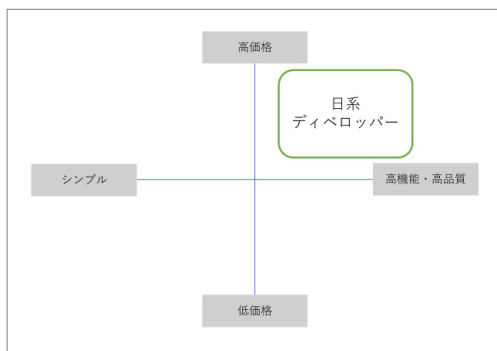 高価格
日系
ディベロッパー
シンプル
高機能・高品質
低価格